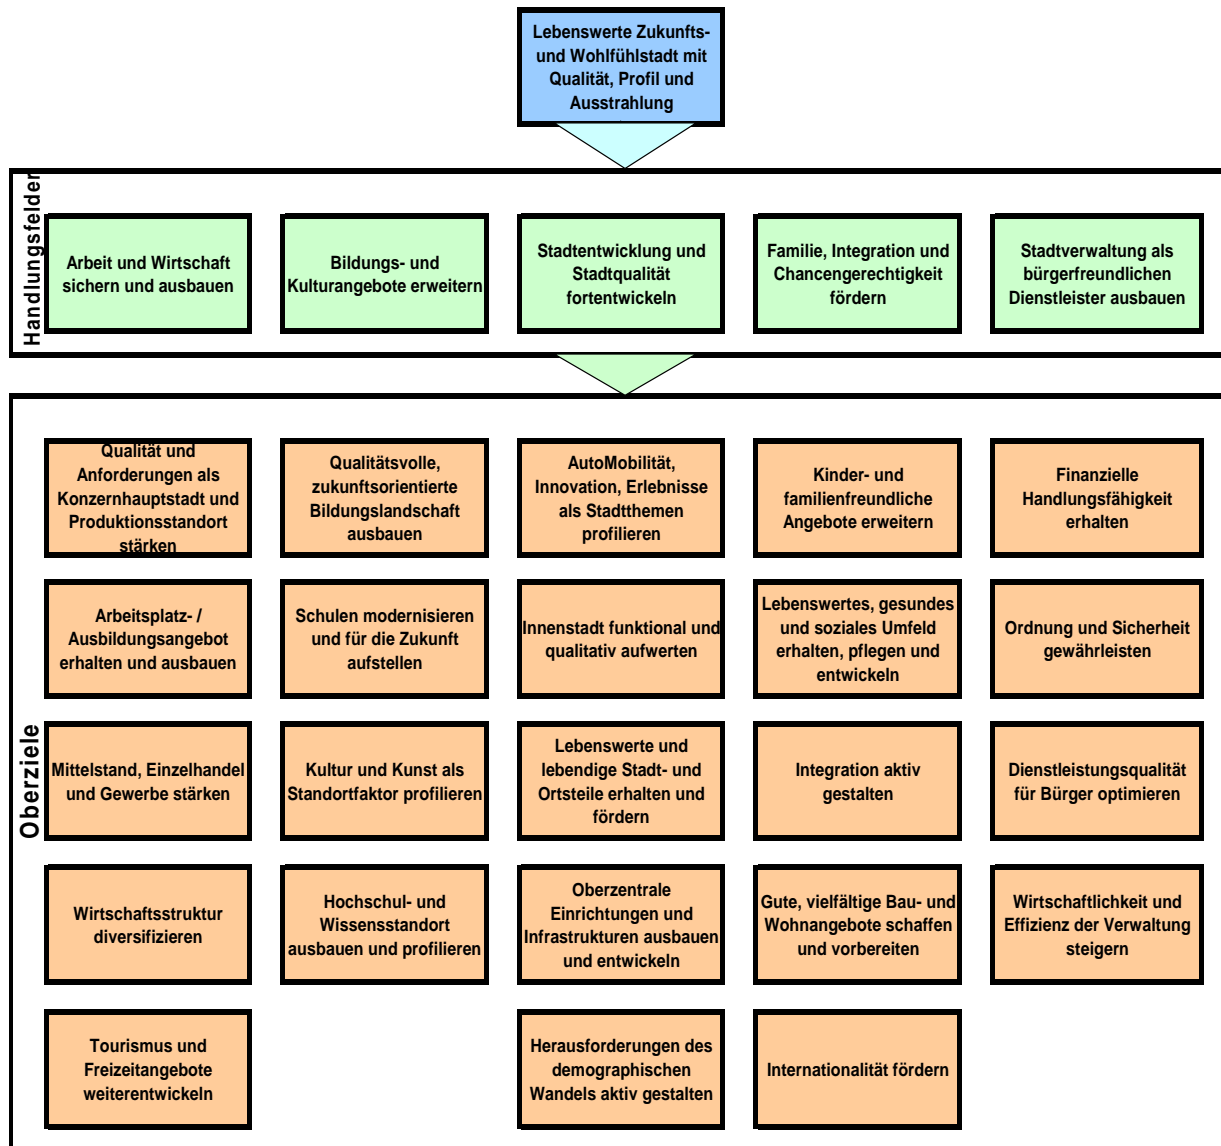 Lebenswerte Zukunfts-
und Wohlfühlstadt mit
Qualität, Profil und
Ausstrahlung
Handlungsfelder
Arbeit und Wirtschaft
sichern und ausbauen
Bildungs- und
Kulturangebote erweitern
Stadtentwicklung und
Stadtqualität
fortentwickeln
Familie, Integration und
Chancengerechtigkeit
fördern
Stadtverwaltung als
bürgerfreundlichen
Dienstleister ausbauen
Oberziele
Qualität und
Anforderungen als
Konzernhauptstadt und
Produktionsstandort
stärken
Qualitätsvolle,
zukunftsorientierte
Bildungslandschaft
ausbauen
AutoMobilität,
Innovation, Erlebnisse
als Stadtthemen
profilieren
Kinder- und
familienfreundliche
Angebote erweitern
Finanzielle
Handlungsfähigkeit
erhalten
Arbeitsplatz- /
Ausbildungsangebot
erhalten und ausbauen
Schulen modernisieren
und für die Zukunft
aufstellen
Innenstadt funktional und
qualitativ aufwerten
Lebenswertes, gesundes
und soziales Umfeld
erhalten, pflegen und
entwickeln
Ordnung und Sicherheit
gewährleisten
Mittelstand, Einzelhandel
und Gewerbe stärken
Kultur und Kunst als
Standortfaktor profilieren
Lebenswerte und
lebendige Stadt- und
Ortsteile erhalten und
fördern
Integration aktiv
gestalten
Dienstleistungsqualität
für Bürger optimieren
Wirtschaftsstruktur
diversifizieren
Hochschul- und
Wissensstandort
ausbauen und profilieren
Oberzentrale
Einrichtungen und
Infrastrukturen ausbauen
und entwickeln
Gute, vielfältige Bau- und
Wohnangebote schaffen
und vorbereiten
Wirtschaftlichkeit und
Effizienz der Verwaltung
steigern
Tourismus und
Freizeitangebote
weiterentwickeln
Herausforderungen des
demographischen
Wandels aktiv gestalten
Internationalität fördern